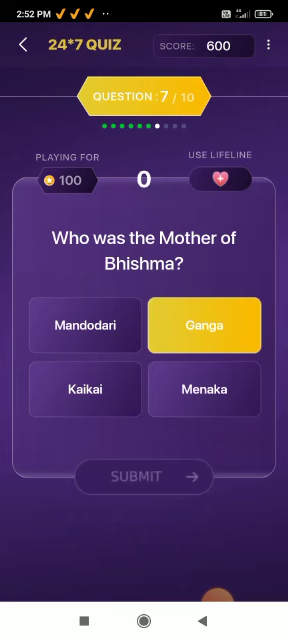 2:52 PM
24*7 QUIZ
SCORE: 600
QUESTION : 7 / 10
PLAYING FOR
USE LIFELINE
100
0
Who was the Mother of
Bhishma?
Mandodari
Ganga
Kaikai
Menaka
SUBMIT